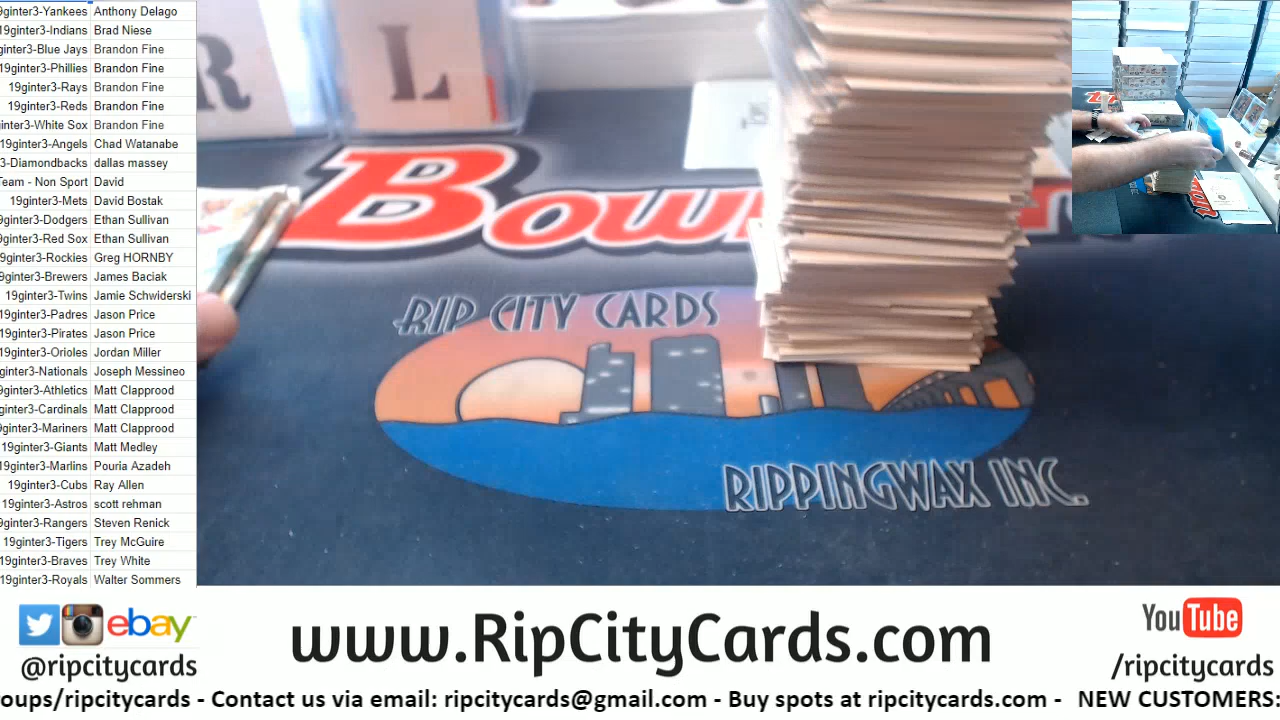 9ginter3-Yankees Anthony Delago
19ginter3-Indians Brad Niese
ginter3-Blue Jays Brandon Fine
19ginter3-Phillies Brandon Fine
19ginter3-Rays Brandon Fine
19ginter3-Reds Brandon Fine
inter3-White Sox Brandon Fine
19ginter3-Angels Chad Watanabe
3-Diamondbacks dallas massey
Team - Non Sport David
19ginter3-Mets David Bostak
9ginter3-Dodgers Ethan Sullivan
9ginter3-Red Sox Ethan Sullivan
9ginter3-Rockies Greg HORNBY
9ginter3-Brewers James Baciak
19ginter3-Twins Jamie Schwiderski
19ginter3-Padres Jason Price
19ginter3-Pirates Jason Price
19ginter3-Orioles Jordan Miller
ginter3-Nationals Joseph Messineo
9ginter3-Athletics Matt Clapprood
ginter3-Cardinals Matt Clapprood
9ginter3-Mariners Matt Clapprood
19ginter3-Giants Matt Medley
19ginter3-Marlins Pouria Azadeh
19ginter3-Cubs Ray Allen
19ginter3-Astros scott rehman
9ginter3-Rangers Steven Renick
19ginter3-Tigers Trey McGuire
19ginter3-Braves Trey White
19ginter3-Royals Walter Sommers
R L
Bow
RIP CITY CARDS
RIPPINGWAX INC.
ebay
@ripcitycards
www.RipCityCards.com
YouTube
/ripcitycards
oups/ripcitycards - Contact us via email: ripcitycards@gmail.com - Buy spots at ripcitycards.com - NEW CUSTOMERS: